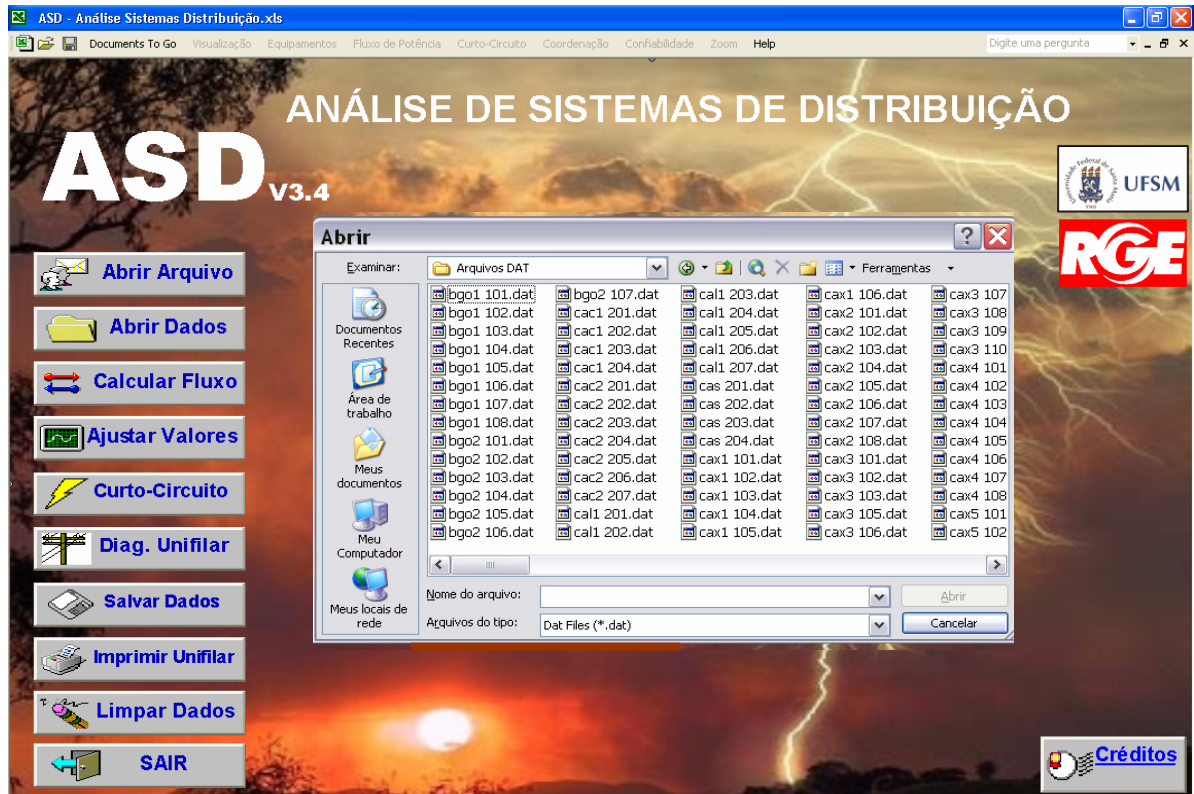 ASD - Análise Sistemas Distribuição.xls
Documents To Go Visualização Equipamentos Fluxo de Potência Curto-Circuito Coordenação Confiabilidade Zoom Help Digite uma pergunta
ANÁLISE DE SISTEMAS DE DISTRIBUIÇÃO
ASD V3.4
UFSM
RGE
Abrir Arquivo
Abrir Dados
Calcular Fluxo
Ajustar Valores
Curto-Circuito
Diag. Unifilar
Salvar Dados
Imprimir Unifilar
Limpar Dados
SAIR
Abrir
Examinar: Arquivos DAT Ferramentas
Documentos
Recentes
Área de
trabalho
Meus
documentos
Meu
Computador
Meus locais de
rede
bgo1 101.dat bgo2 107.dat cal1 203.dat cax1 106.dat cax3 107
bgo1 102.dat cac1 201.dat cal1 204.dat cax2 101.dat cax3 108
bgo1 103.dat cac1 202.dat cal1 205.dat cax2 102.dat cax3 109
bgo1 104.dat cac1 203.dat cal1 206.dat cax2 103.dat cax3 110
bgo1 105.dat cac1 204.dat cal1 207.dat cax2 104.dat cax4 101
bgo1 106.dat cac2 201.dat cas 201.dat cax2 105.dat cax4 102
bgo1 107.dat cac2 202.dat cas 202.dat cax2 106.dat cax4 103
bgo1 108.dat cac2 203.dat cas 203.dat cax2 107.dat cax4 104
bgo2 101.dat cac2 204.dat cas 204.dat cax2 108.dat cax4 105
bgo2 102.dat cac2 205.dat cax1 101.dat cax3 101.dat cax4 106
bgo2 103.dat cac2 206.dat cax1 102.dat cax3 102.dat cax4 107
bgo2 104.dat cac2 207.dat cax1 103.dat cax3 103.dat cax4 108
bgo2 105.dat cal1 201.dat cax1 104.dat cax3 105.dat cax5 101
bgo2 106.dat cal1 202.dat cax1 105.dat cax3 106.dat cax5 102
Nome do arquivo: Abrir
Arquivos do tipo: Dat Files (*.dat) Cancelar
Créditos